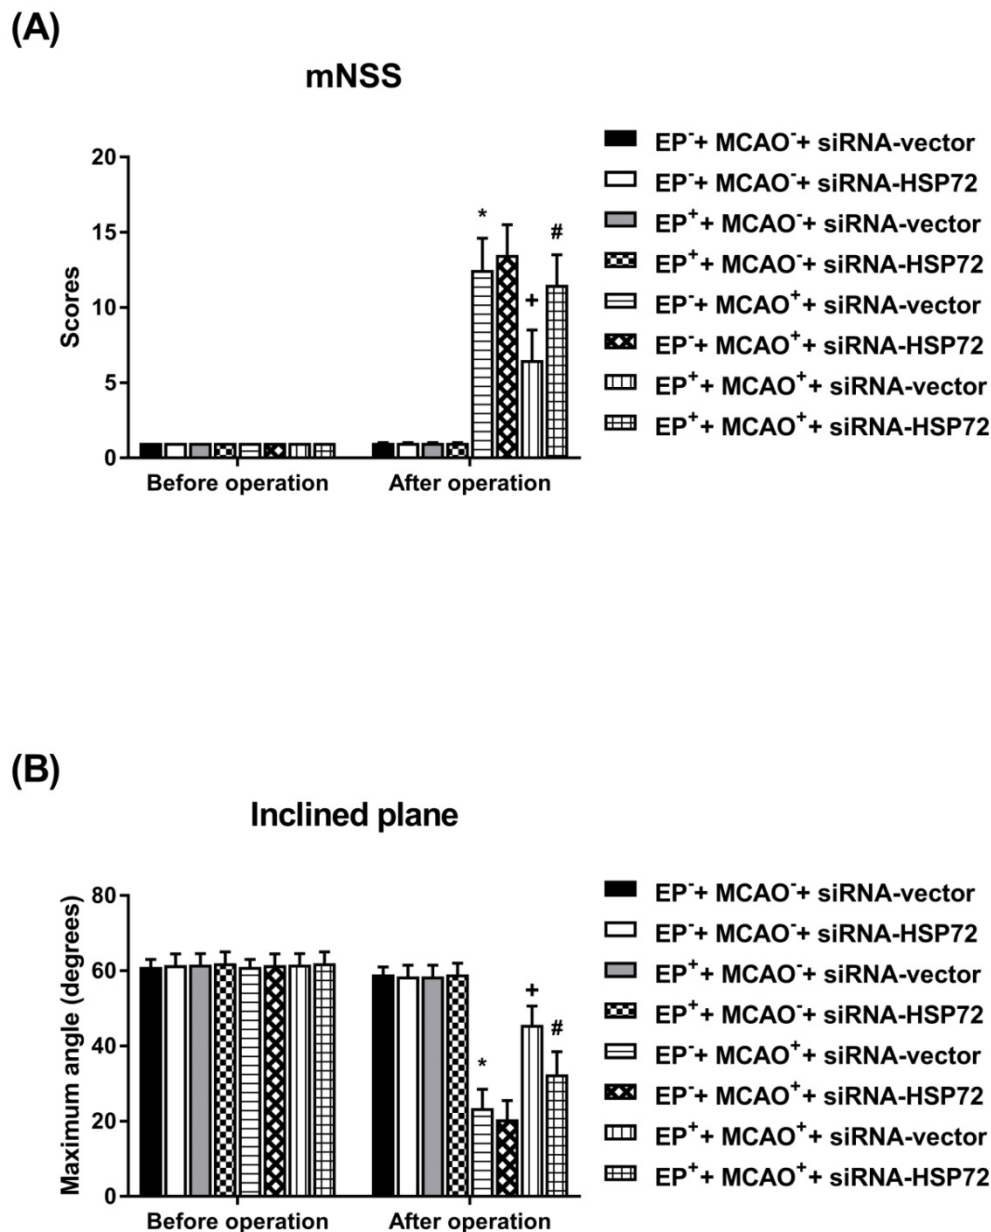 (A)
mNSS
EP⁻+ MCAO⁻+ siRNA-vector
EP⁻+ MCAO⁻+ siRNA-HSP72
EP⁺+ MCAO⁻+ siRNA-vector
EP⁺+ MCAO⁻+ siRNA-HSP72
EP⁻+ MCAO⁺+ siRNA-vector
EP⁻+ MCAO⁺+ siRNA-HSP72
EP⁺+ MCAO⁺+ siRNA-vector
EP⁺+ MCAO⁺+ siRNA-HSP72
Scores
20
15
10
5
0
*
+
#
Before operation
After operation
(B)
Inclined plane
EP⁻+ MCAO⁻+ siRNA-vector
EP⁻+ MCAO⁻+ siRNA-HSP72
EP⁺+ MCAO⁻+ siRNA-vector
EP⁺+ MCAO⁻+ siRNA-HSP72
EP⁻+ MCAO⁺+ siRNA-vector
EP⁻+ MCAO⁺+ siRNA-HSP72
EP⁺+ MCAO⁺+ siRNA-vector
EP⁺+ MCAO⁺+ siRNA-HSP72
Maximum angle (degrees)
80
60
40
20
0
*
+
#
Before operation
After operation